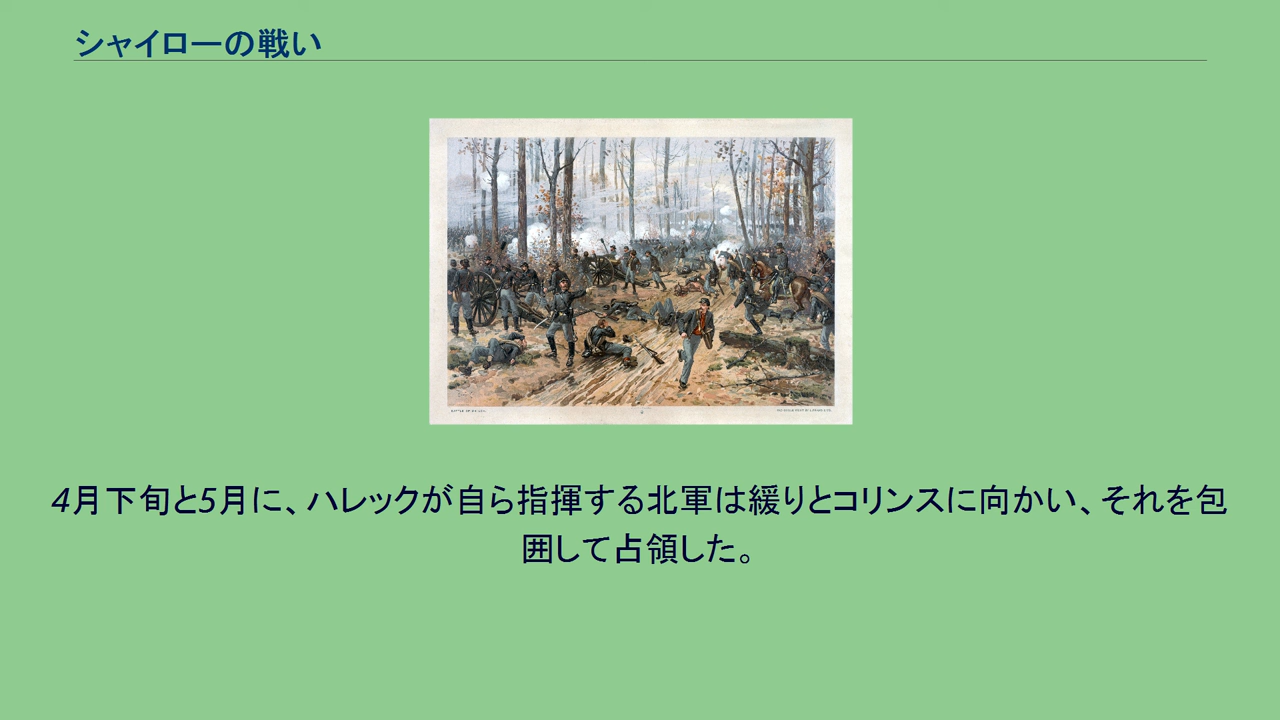 シャイローの戦い
4月下旬と5月に、ハレックが自ら指揮する北軍は緩りとコリンスに向かい、それを包
囲して占領した。